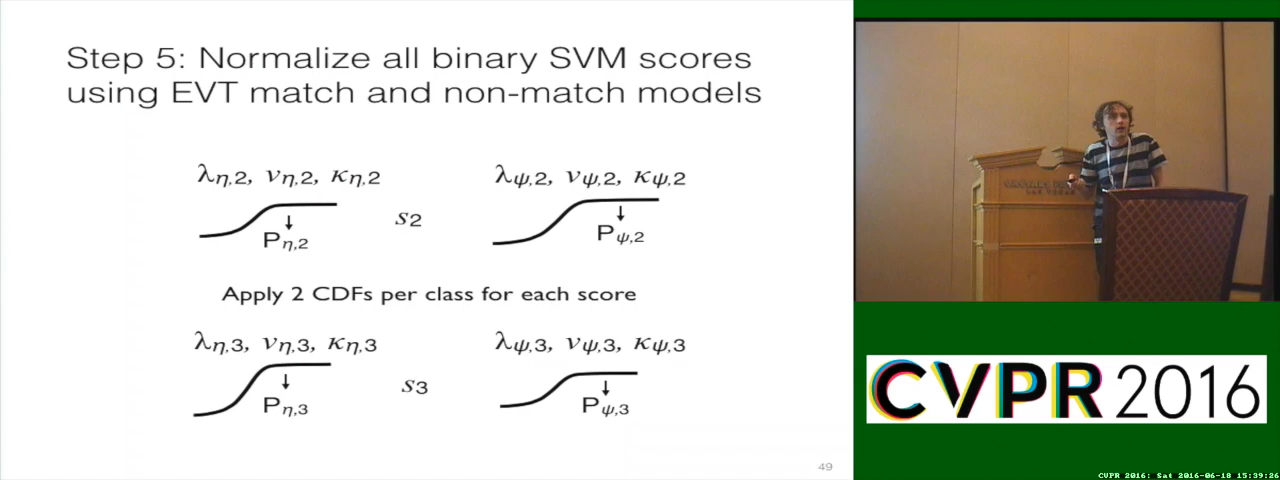 Step 5: Normalize all binary SVM scores
using EVT match and non-match models
λη,2, νη,2, κη,2
λψ,2, νψ,2, κψ,2
s2
Pη,2
Pψ,2
Apply 2 CDFs per class for each score
λη,3, νη,3, κη,3
λψ,3, νψ,3, κψ,3
s3
Pη,3
Pψ,3
49
CVPR 2016
CVPR 2016: Sat 2016-06-18 15:39:26